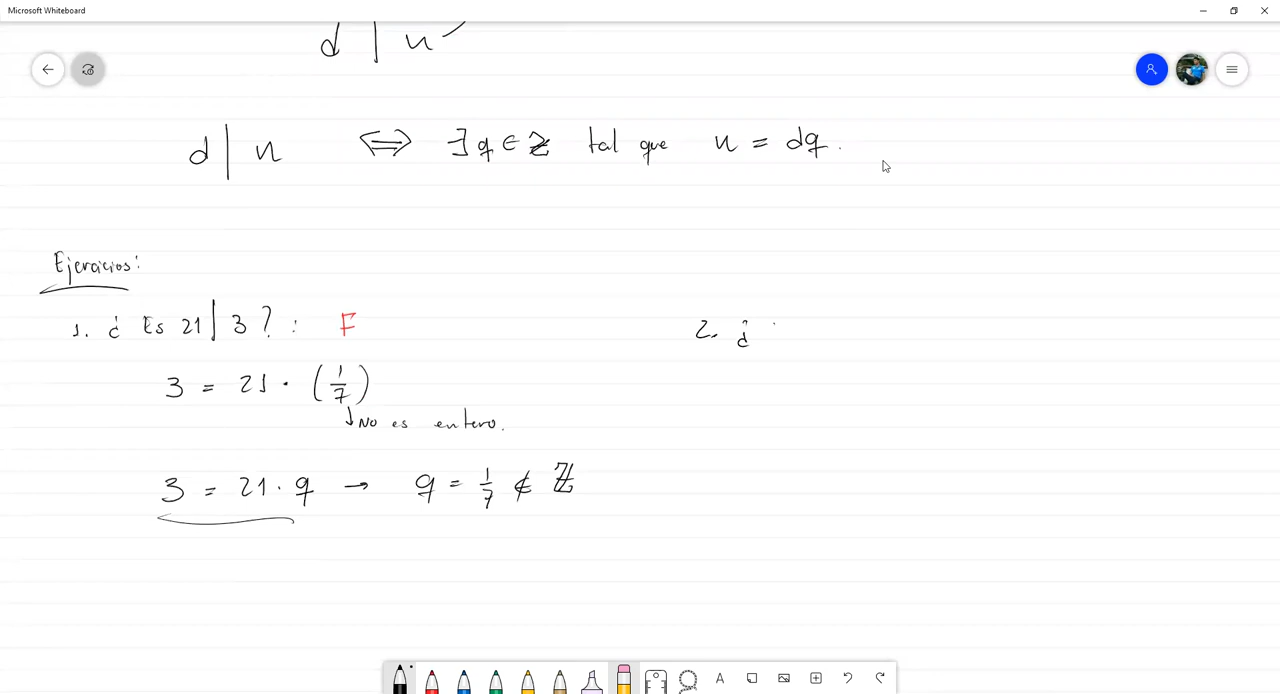 Microsoft Whiteboard
d | n
d | n ⟺ ∃ q ∈ ℤ tal que n = dq.
Ejercicios:
1. ¿ Es 21 | 3 ? : F
3 = 21 · (1/7)
↓ No es entero.
3 = 21 · q → q = 1/7 ∉ ℤ
2. ¿
A